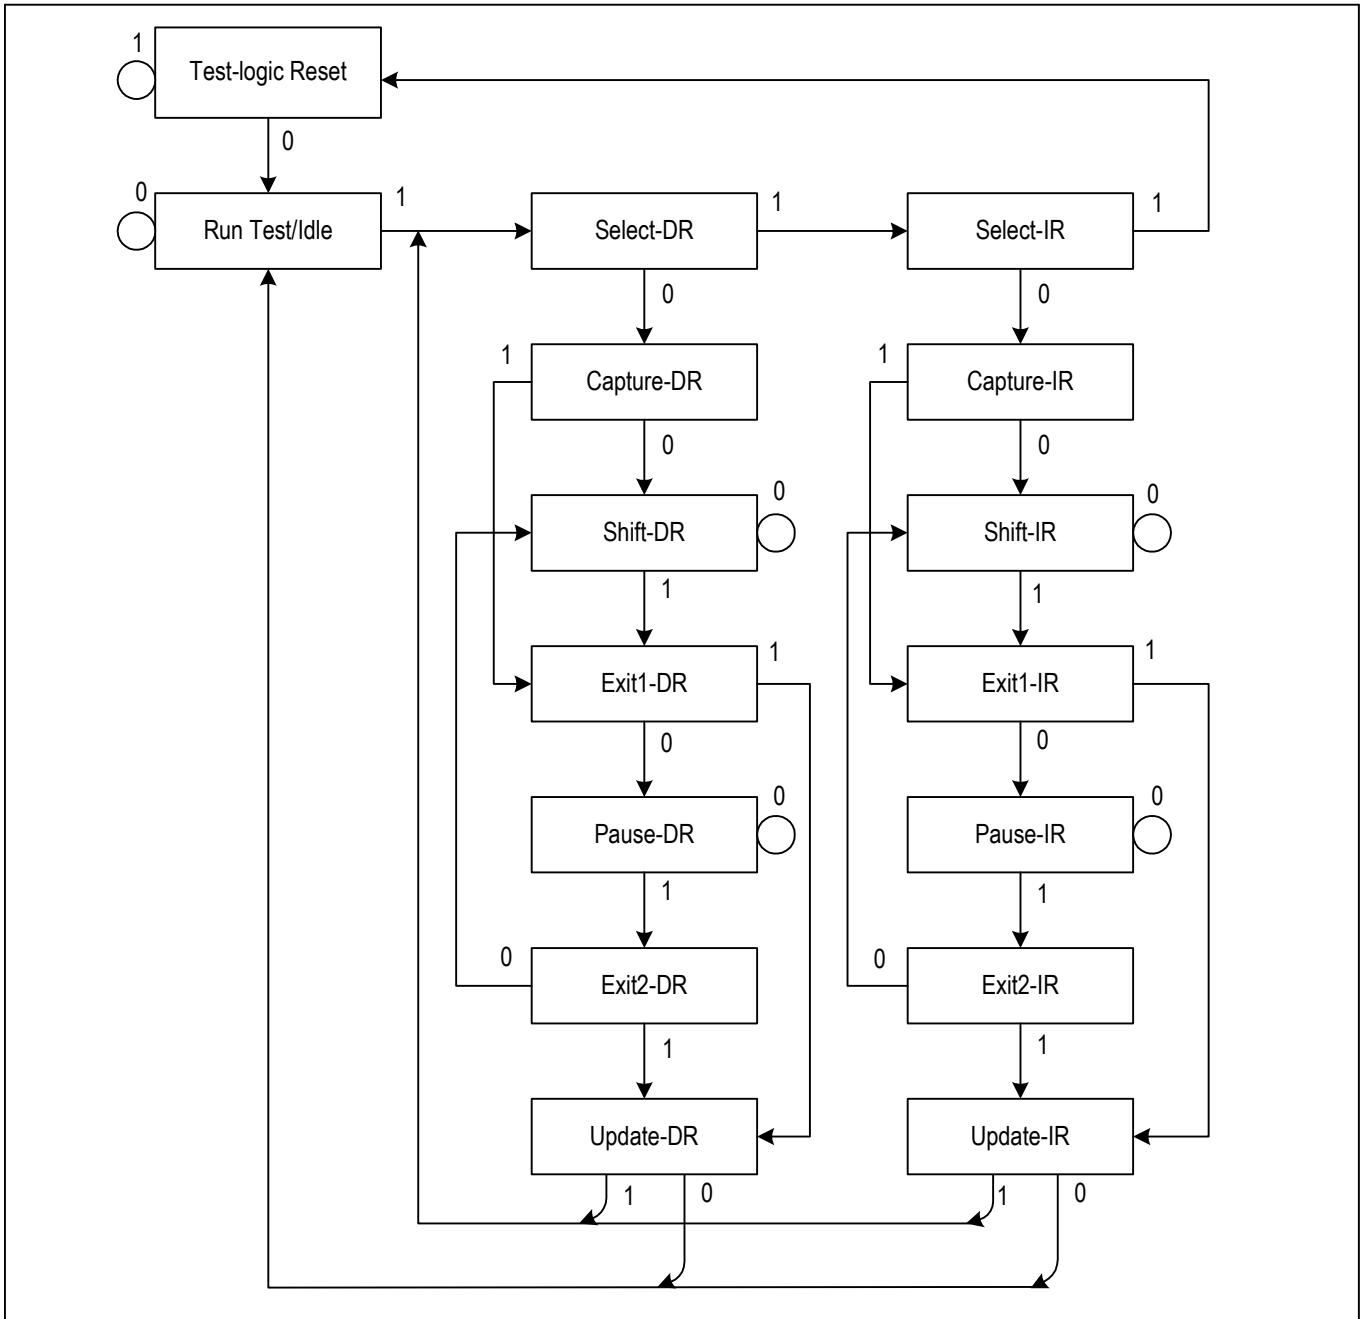 1
Test-logic Reset
0
0
Run Test/Idle
1
Select-DR
1
Select-IR
1
0
0
1
Capture-DR
1
Capture-IR
0
0
Shift-DR
0
Shift-IR
0
1
1
Exit1-DR
1
Exit1-IR
1
0
0
Pause-DR
0
Pause-IR
0
1
1
0
Exit2-DR
0
Exit2-IR
1
1
Update-DR
Update-IR
1
0
1
0